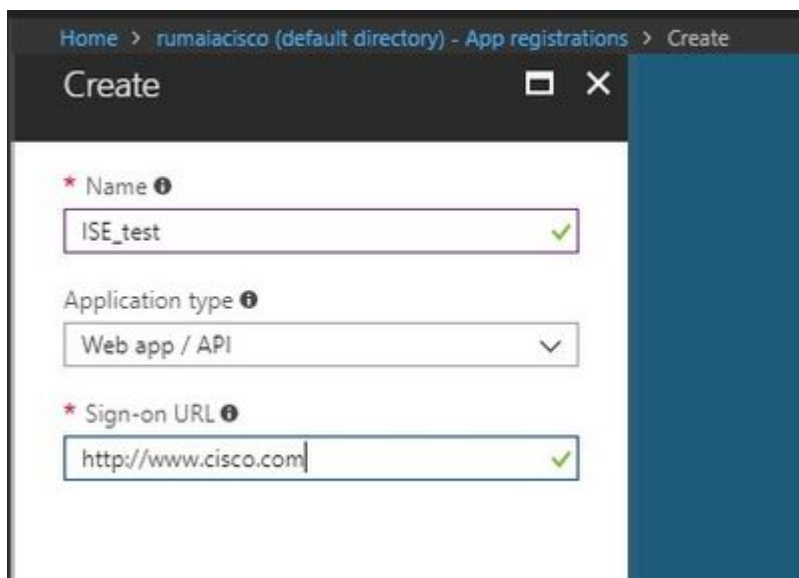 Home > rumaiacisco (default directory) - App registrations > Create
Create
* Name
ISE_test
Application type
Web app / API
* Sign-on URL
http://www.cisco.com